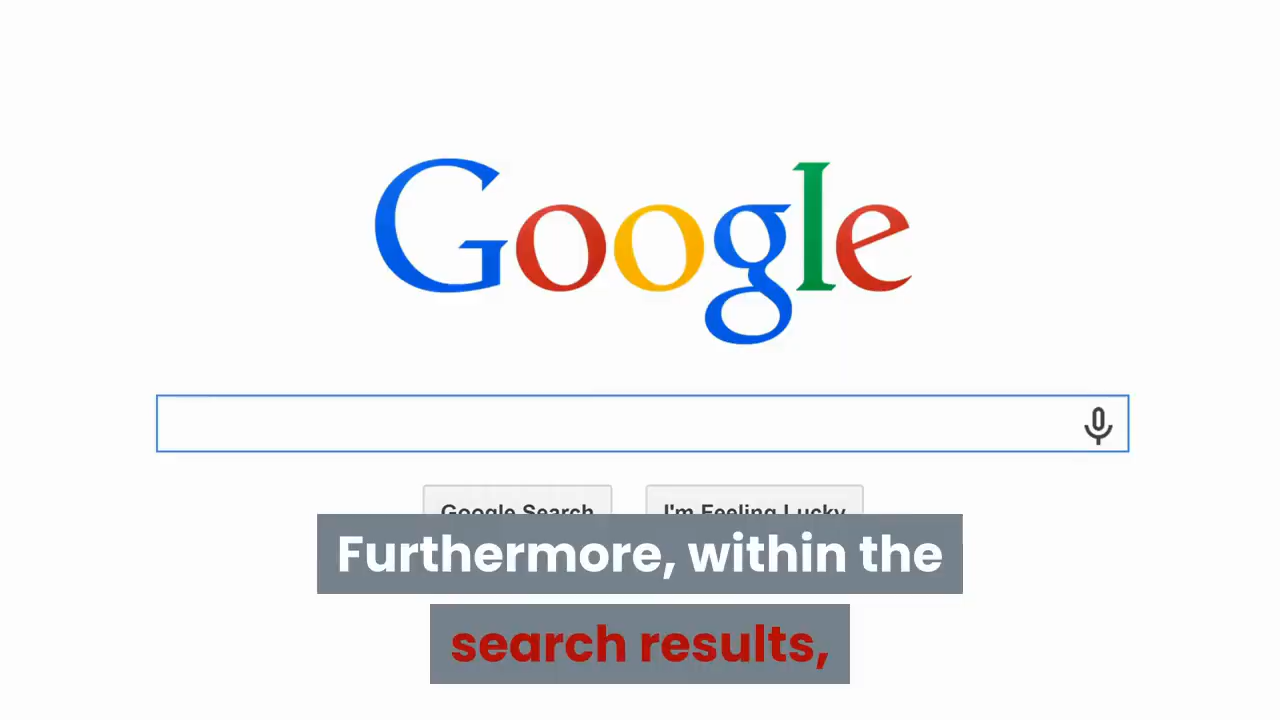 Google
Google Search I'm Feeling Lucky
Furthermore, within the
search results,